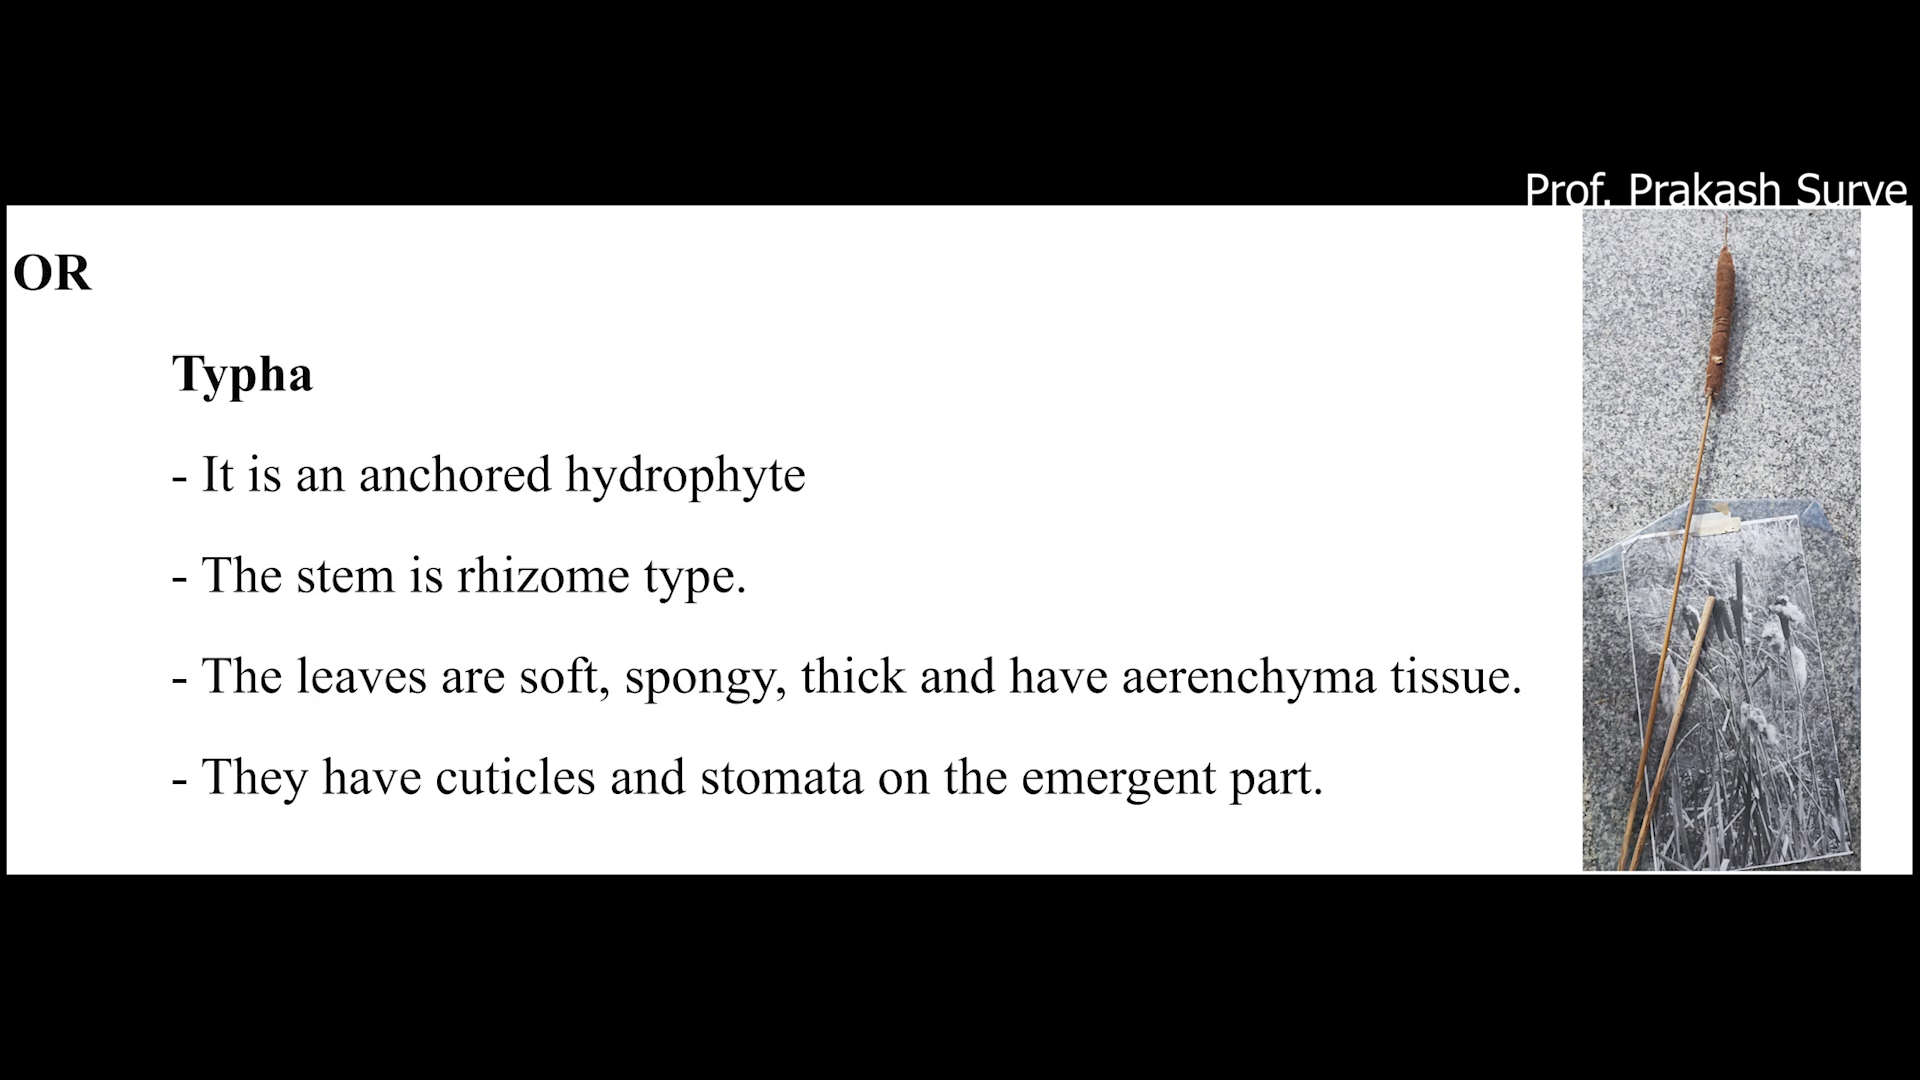 Prof. Prakash Surve
OR
Typha
- It is an anchored hydrophyte
- The stem is rhizome type.
- The leaves are soft, spongy, thick and have aerenchyma tissue.
- They have cuticles and stomata on the emergent part.